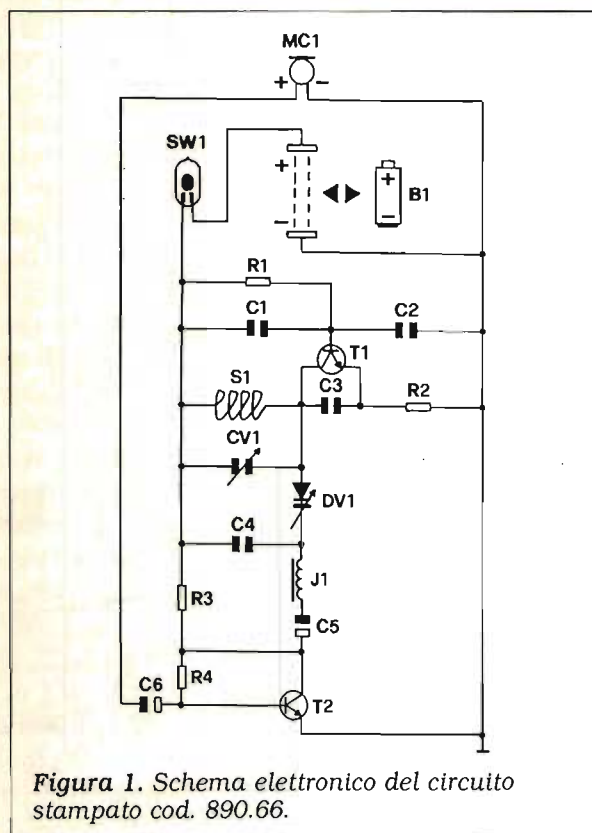 MC1
+ −
SW1
+
−
+
−
B1
R1
C1
C2
T1
S1
C3
R2
CV1
DV1
C4
J1
R3
C5
R4
C6
T2
Figura 1. Schema elettronico del circuito
stampato cod. 890.66.